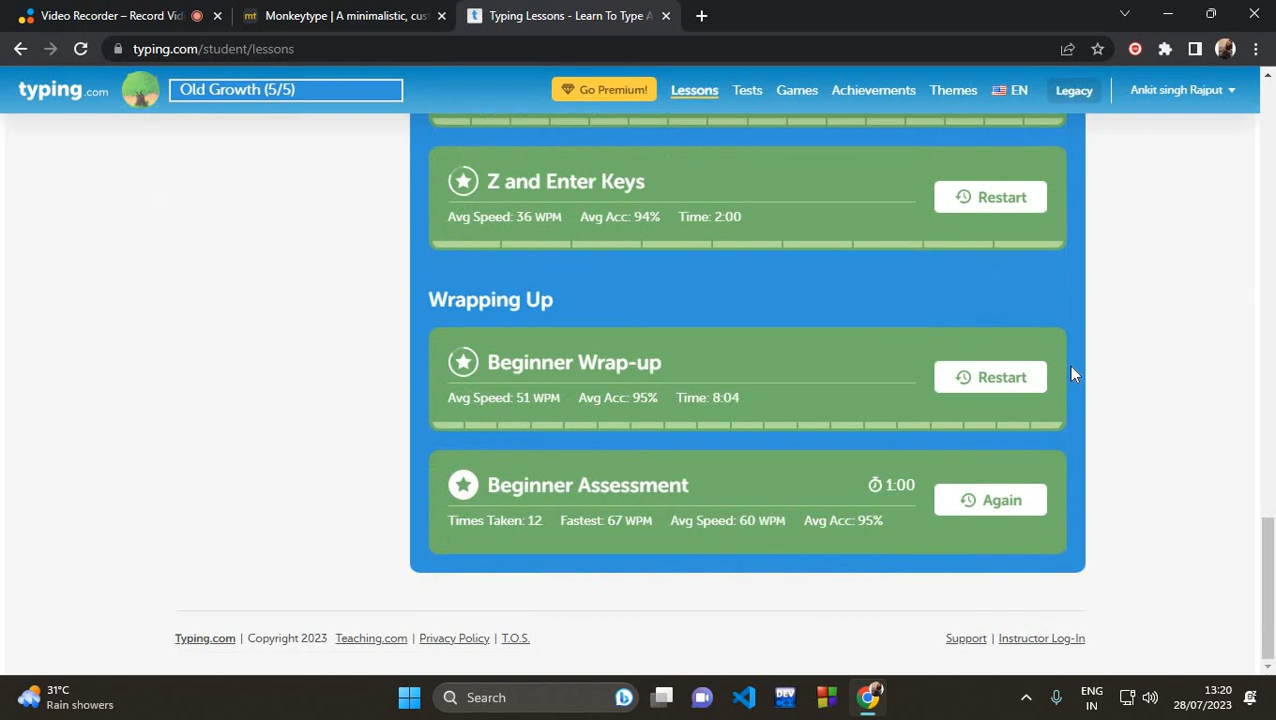 Video Recorder – Record Vid
Monkeytype | A minimalistic, cus
Typing Lessons - Learn To Type A
typing.com/student/lessons
typing.com
Old Growth (5/5)
Go Premium!
Lessons
Tests
Games
Achievements
Themes
EN
Legacy
Ankit singh Rajput
Z and Enter Keys
Restart
Avg Speed: 36 WPM Avg Acc: 94% Time: 2:00
Wrapping Up
Beginner Wrap-up
Restart
Avg Speed: 51 WPM Avg Acc: 95% Time: 8:04
Beginner Assessment
1:00
Again
Times Taken: 12 Fastest: 67 WPM Avg Speed: 60 WPM Avg Acc: 95%
Typing.com | Copyright 2023 Teaching.com | Privacy Policy | T.O.S.
Support | Instructor Log-In
31°C
Rain showers
Search
DEV
ENG
IN
13:20
28/07/2023